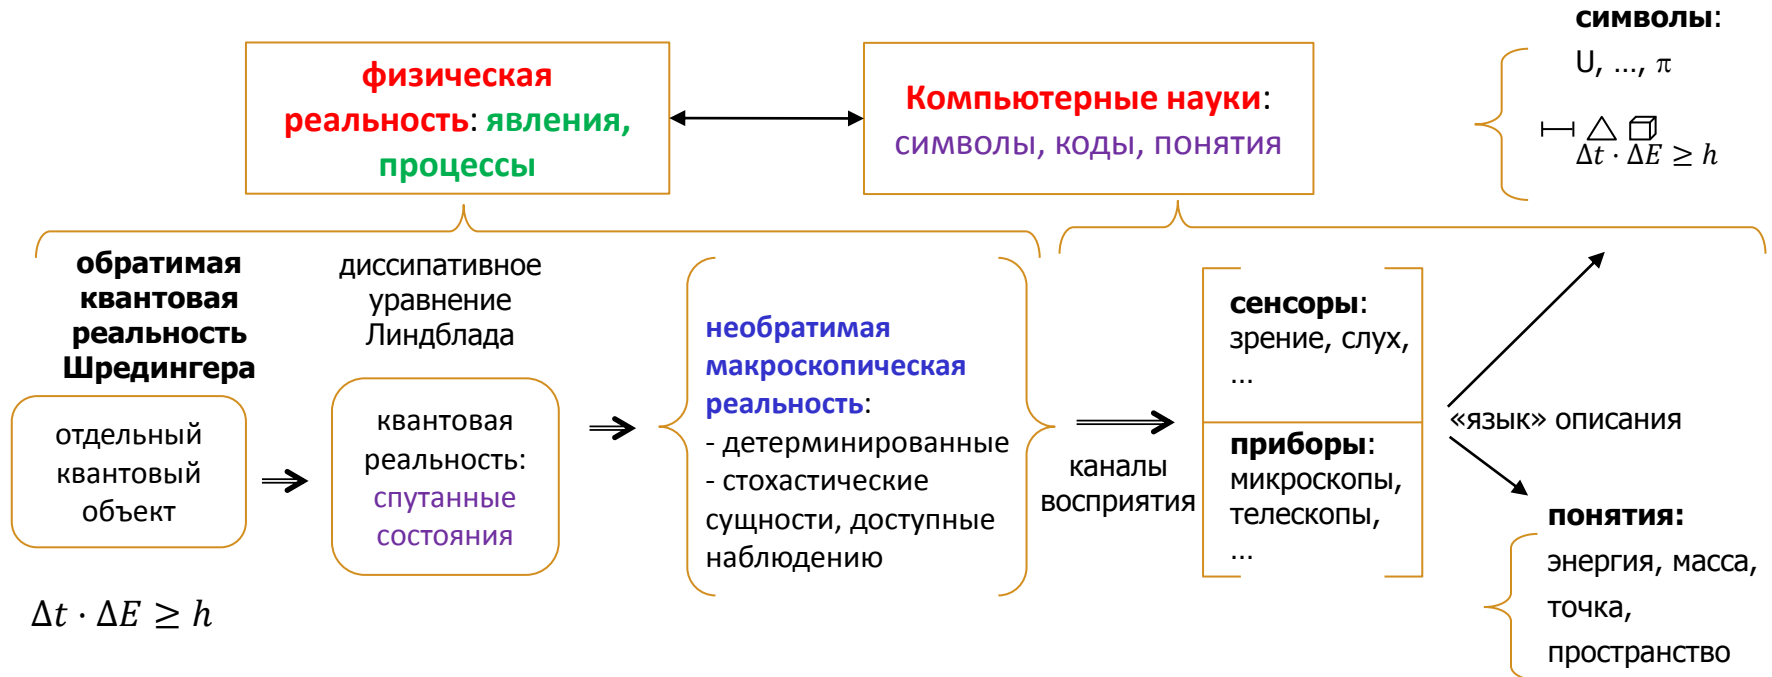 символы:
U, ..., π
Δt · ΔE ≥ h
физическая
реальность: явления,
процессы
Компьютерные науки:
символы, коды, понятия
обратимая
квантовая
реальность
Шредингера
отдельный
квантовый
объект
Δt · ΔE ≥ h
диссипативное
уравнение
Линдблада
квантовая
реальность:
спутанные
состояния
необратимая
макроскопическая
реальность:
- детерминированные
- стохастические
сущности, доступные
наблюдению
каналы
восприятия
сенсоры:
зрение, слух,
...
приборы:
микроскопы,
телескопы,
...
«язык» описания
понятия:
энергия, масса,
точка,
пространство